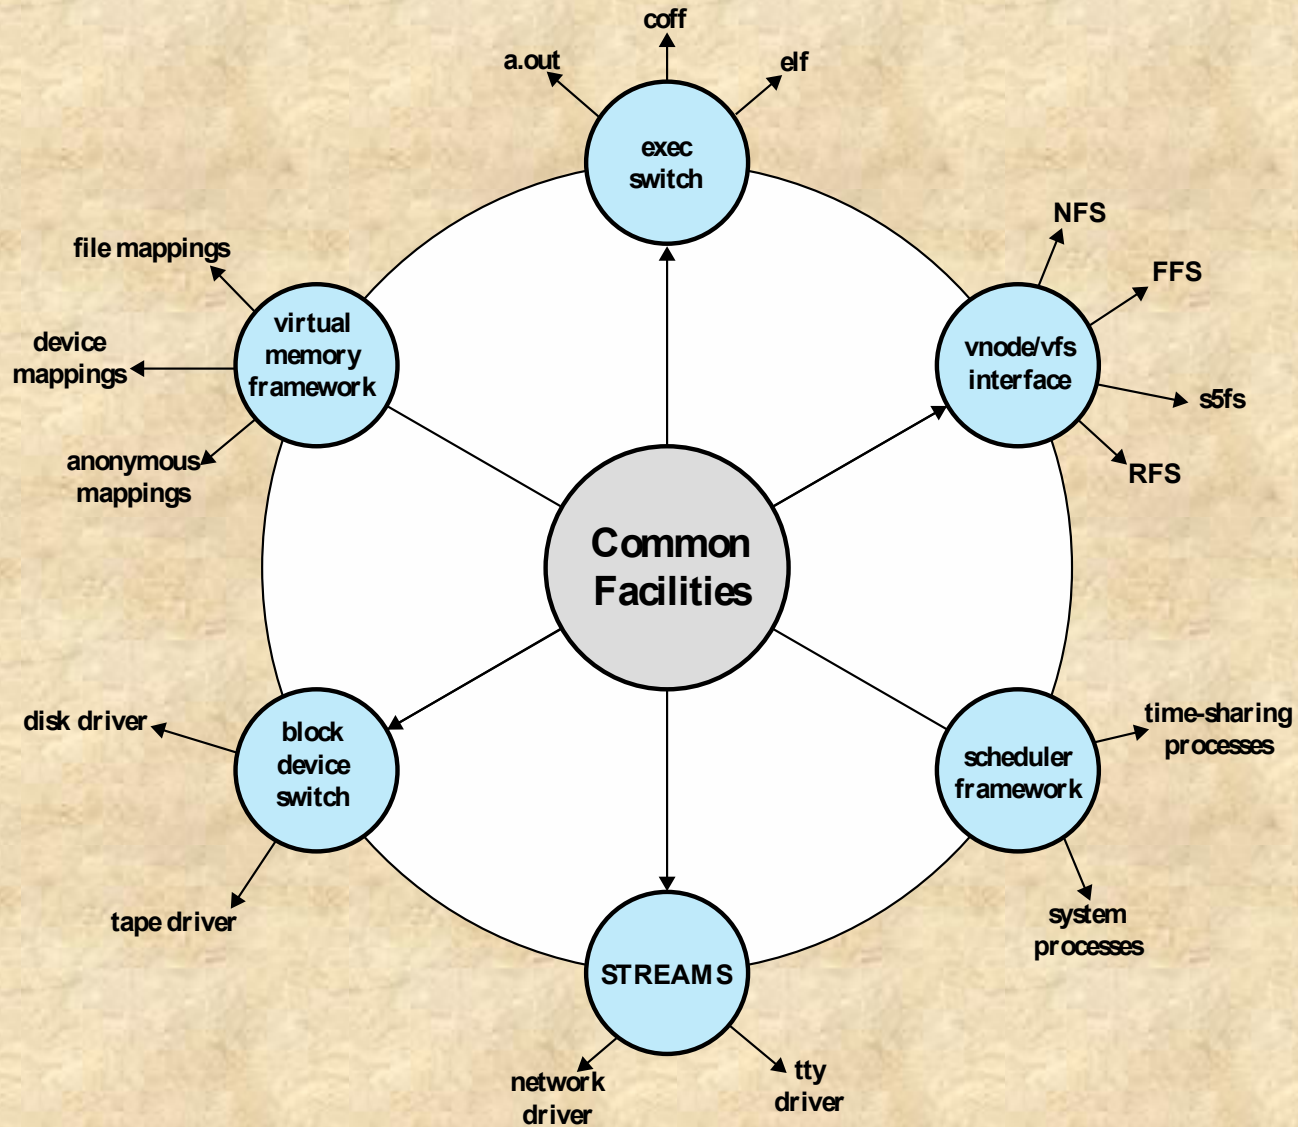 coff
a.out
elf
exec
switch
NFS
FFS
s5fs
RFS
vnode/vfs
interface
file mappings
device
mappings
anonymous
mappings
virtual
memory
framework
Common
Facilities
disk driver
tape driver
block
device
switch
time-sharing
processes
system
processes
scheduler
framework
STREAMS
network
driver
tty
driver